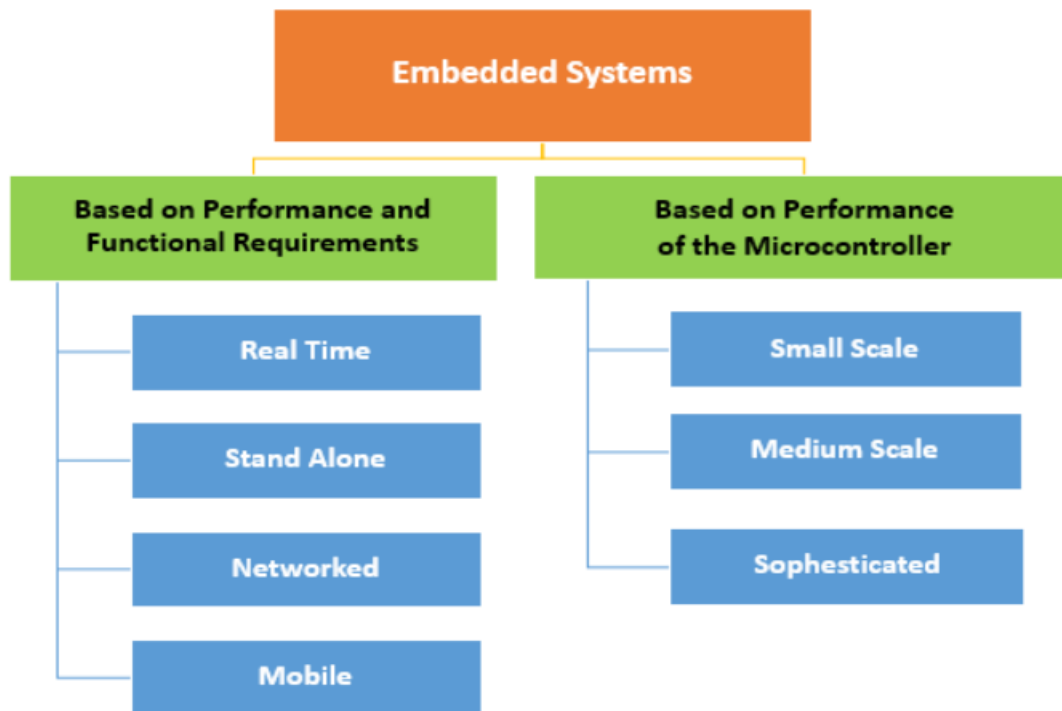 Embedded Systems
Based on Performance and
Functional Requirements
Real Time
Stand Alone
Networked
Mobile
Based on Performance
of the Microcontroller
Small Scale
Medium Scale
Sophesticated